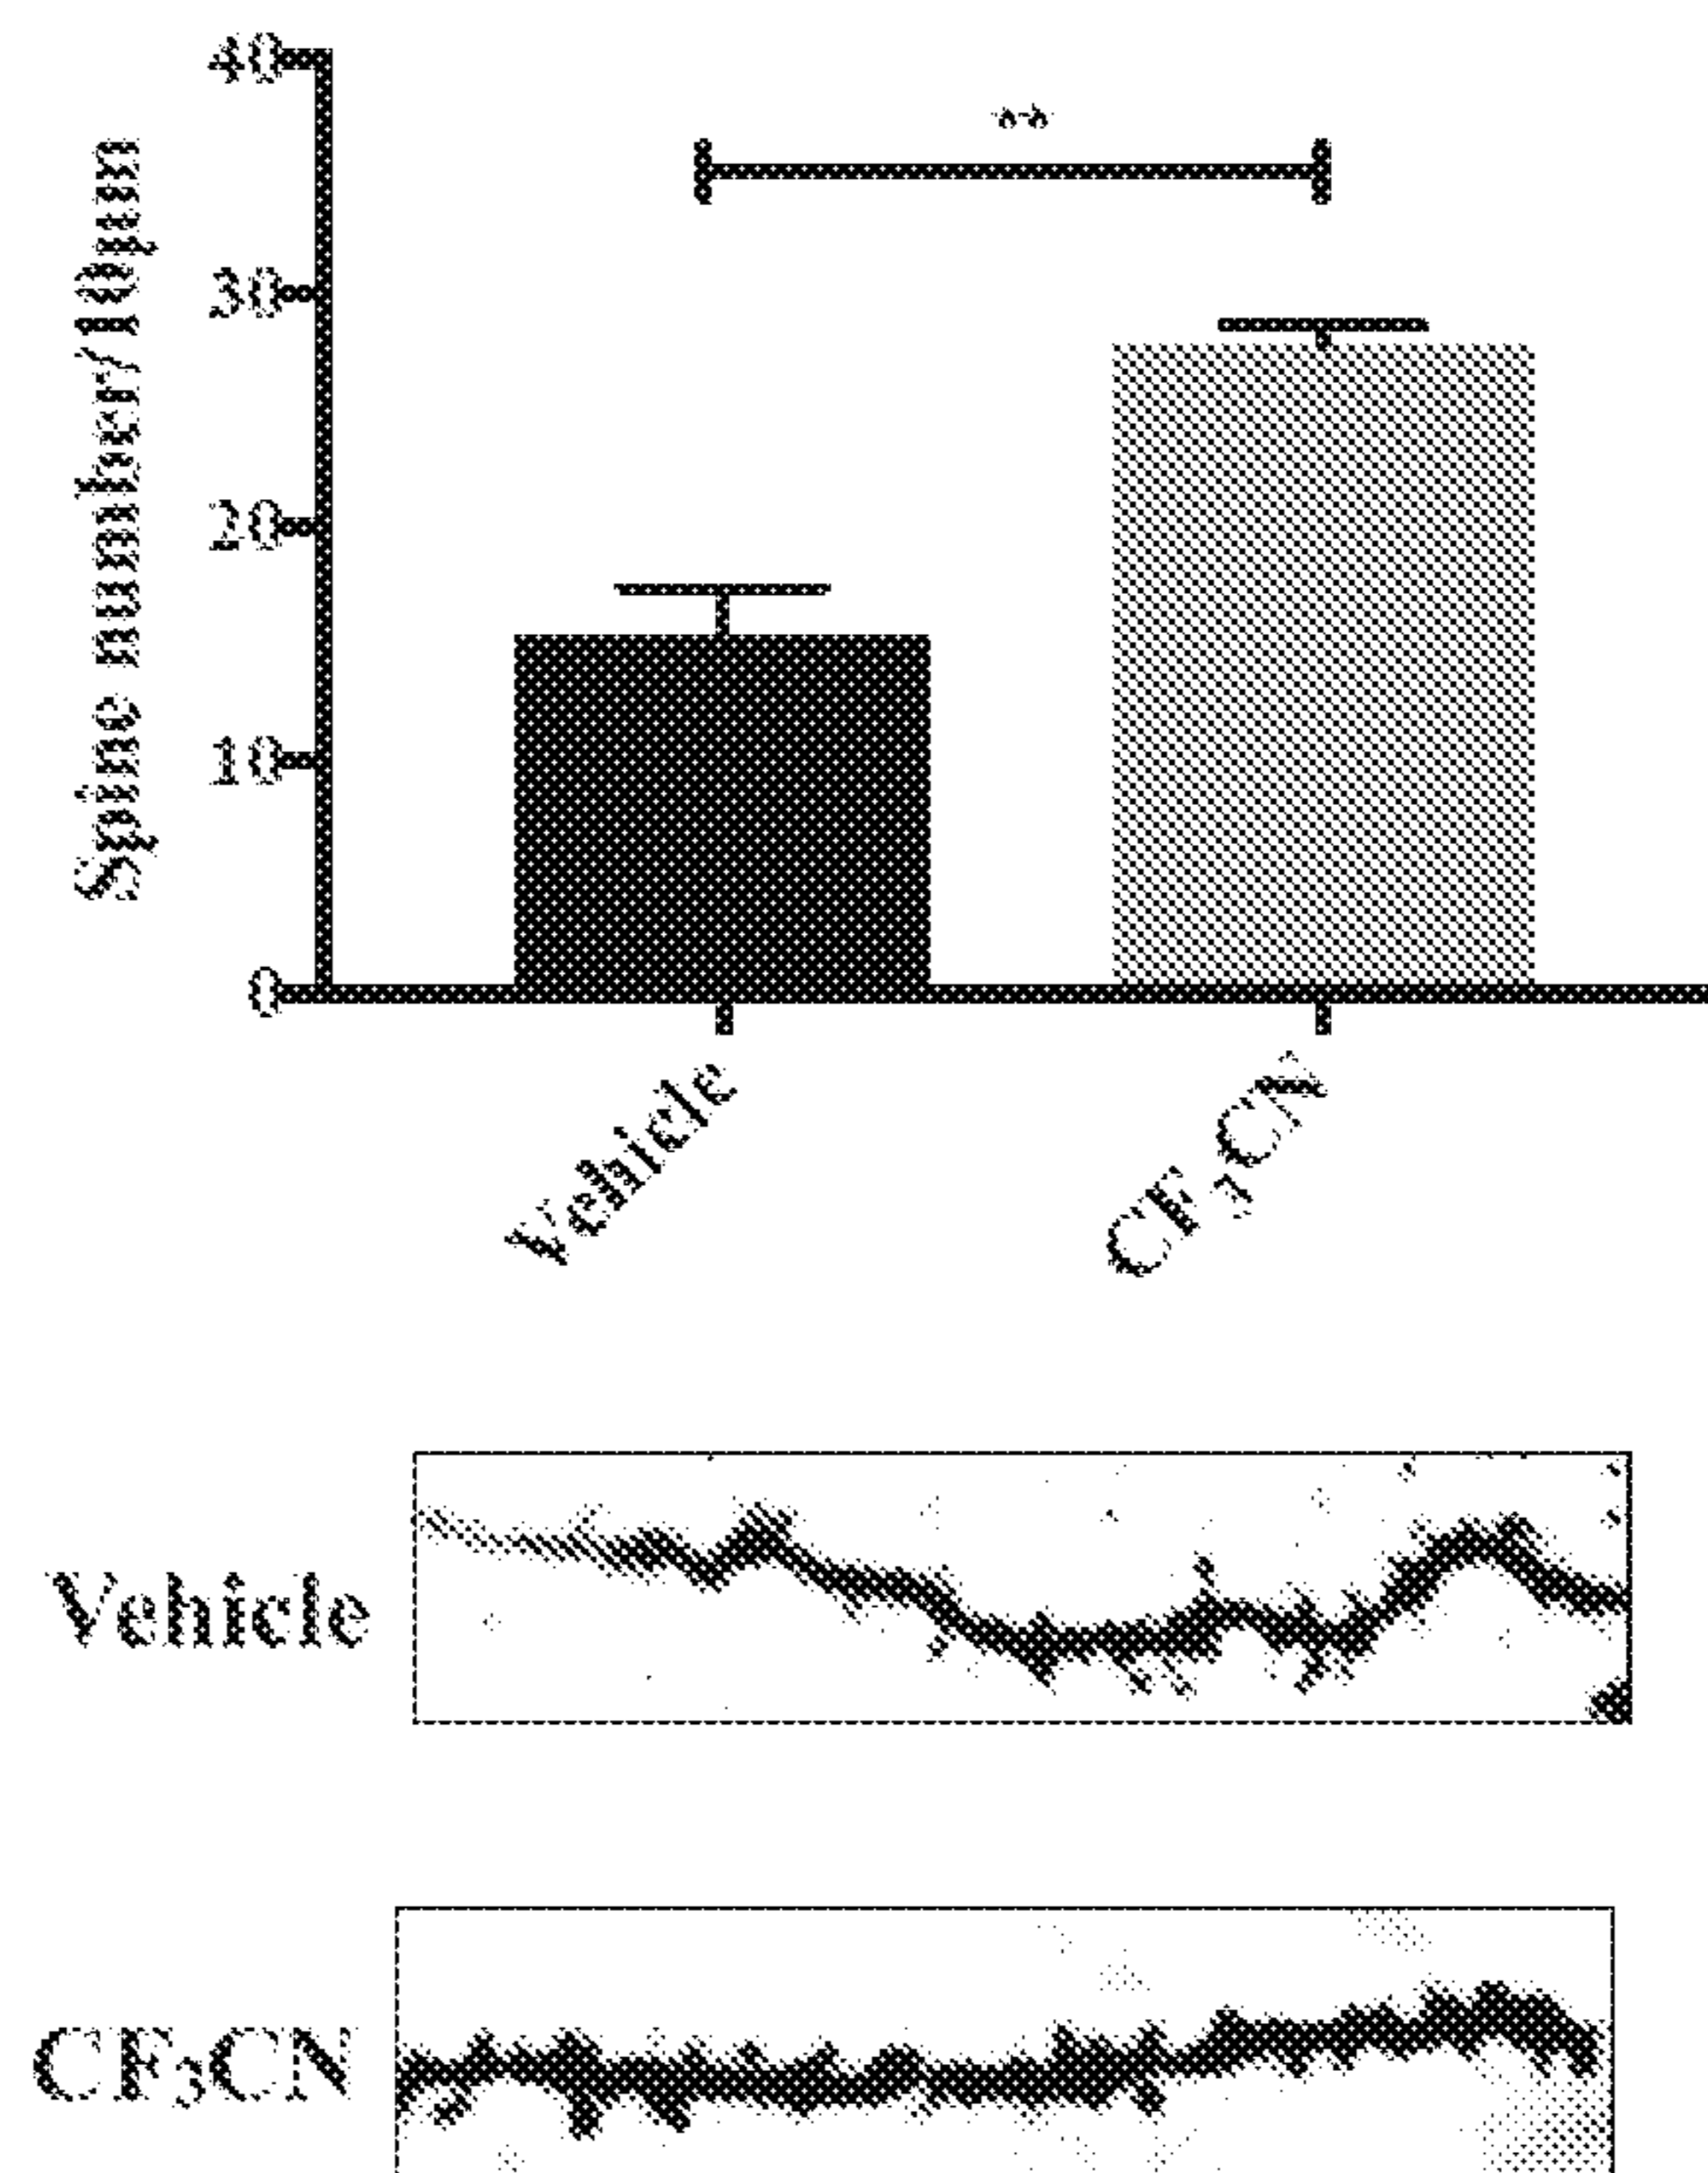 40
**
30
20
10
0
Spine number/10μm
Vehicle
CF₃CN
Vehicle
CF₃CN